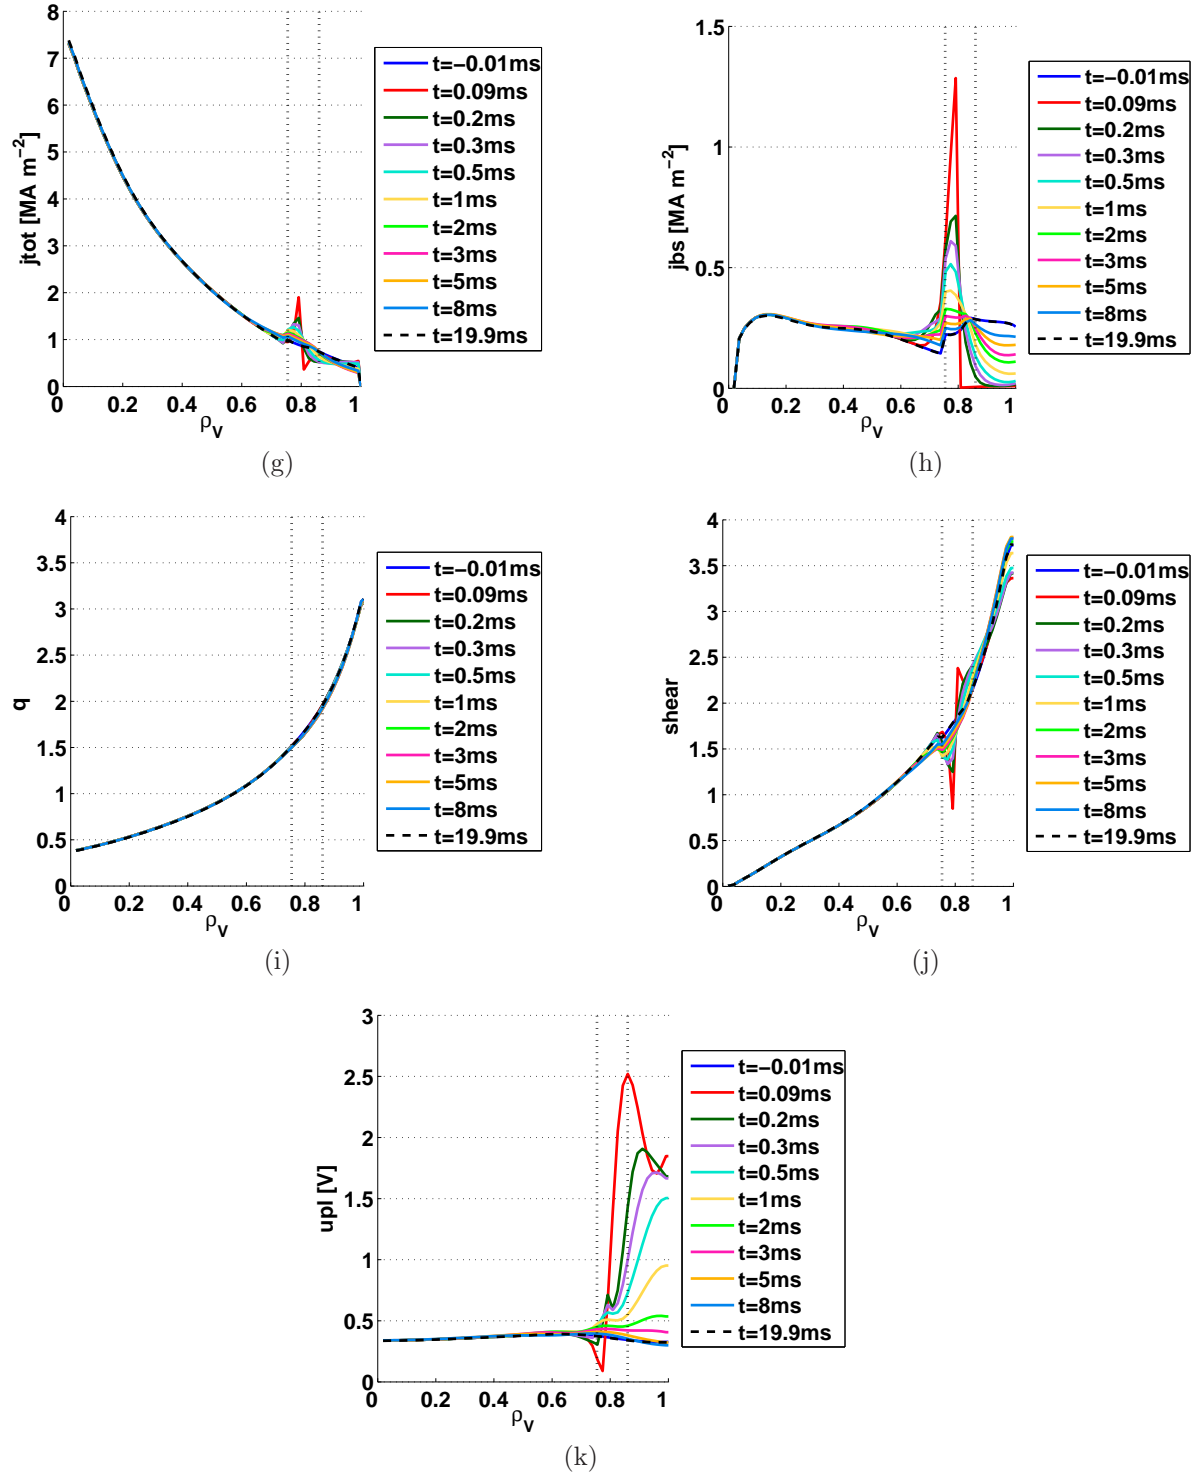 8
7
6
5
4
3
2
1
0
jtot [MA m⁻²]
0 0.2 0.4 0.6 0.8 1
ρ_V
t=−0.01ms
t=0.09ms
t=0.2ms
t=0.3ms
t=0.5ms
t=1ms
t=2ms
t=3ms
t=5ms
t=8ms
t=19.9ms
(g)
1.5
1
0.5
0
jbs [MA m⁻²]
0 0.2 0.4 0.6 0.8 1
ρ_V
t=−0.01ms
t=0.09ms
t=0.2ms
t=0.3ms
t=0.5ms
t=1ms
t=2ms
t=3ms
t=5ms
t=8ms
t=19.9ms
(h)
4
3.5
3
2.5
2
1.5
1
0.5
0
q
0 0.2 0.4 0.6 0.8 1
ρ_V
t=−0.01ms
t=0.09ms
t=0.2ms
t=0.3ms
t=0.5ms
t=1ms
t=2ms
t=3ms
t=5ms
t=8ms
t=19.9ms
(i)
4
3.5
3
2.5
2
1.5
1
0.5
0
shear
0 0.2 0.4 0.6 0.8 1
ρ_V
t=−0.01ms
t=0.09ms
t=0.2ms
t=0.3ms
t=0.5ms
t=1ms
t=2ms
t=3ms
t=5ms
t=8ms
t=19.9ms
(j)
3
2.5
2
1.5
1
0.5
0
upl [V]
0 0.2 0.4 0.6 0.8 1
ρ_V
t=−0.01ms
t=0.09ms
t=0.2ms
t=0.3ms
t=0.5ms
t=1ms
t=2ms
t=3ms
t=5ms
t=8ms
t=19.9ms
(k)